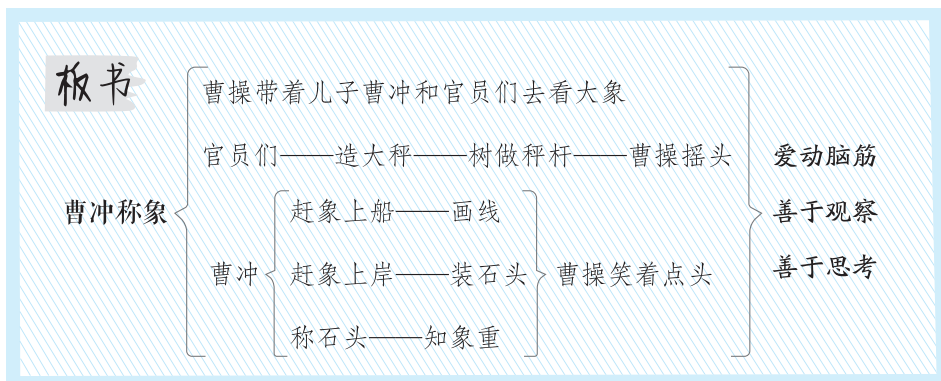 板书
曹操带着儿子曹冲和官员们去看大象
官员们——造大秤——树做秤杆——曹操摇头
曹冲称象
曹冲
赶象上船——画线
赶象上岸——装石头
称石头——知象重
曹操笑着点头
爱动脑筋
善于观察
善于思考